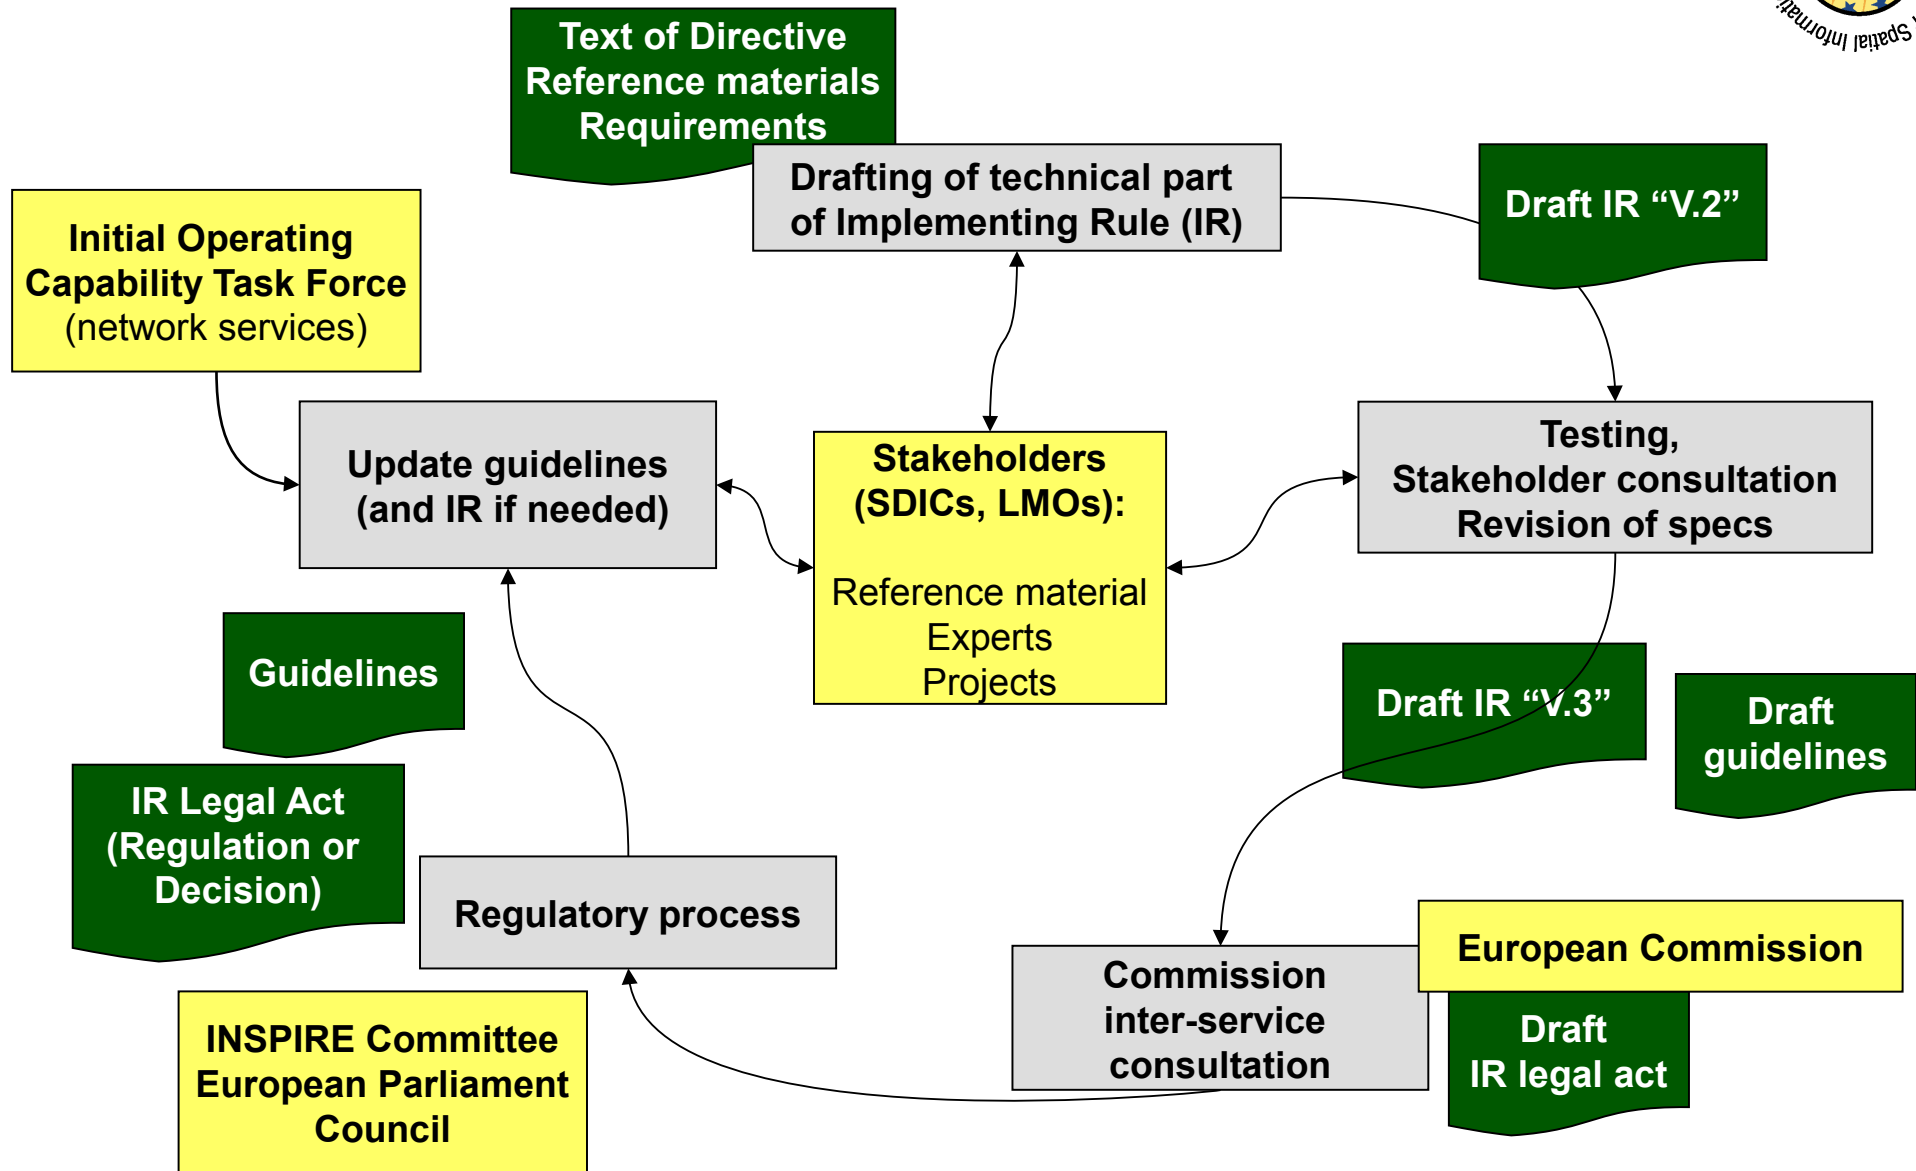 Spatial
Text of Directive
Reference materials
Requirements
Drafting of technical part
of Implementing Rule (IR)
Draft IR “V.2”
Initial Operating
Capability Task Force
(network services)
Update guidelines
(and IR if needed)
Stakeholders
(SDICs, LMOs):
Reference material
Experts
Projects
Testing,
Stakeholder consultation
Revision of specs
Guidelines
Draft IR “V.3”
Draft
guidelines
IR Legal Act
(Regulation or
Decision)
Regulatory process
European Commission
Commission
inter-service
consultation
Draft
IR legal act
INSPIRE Committee
European Parliament
Council